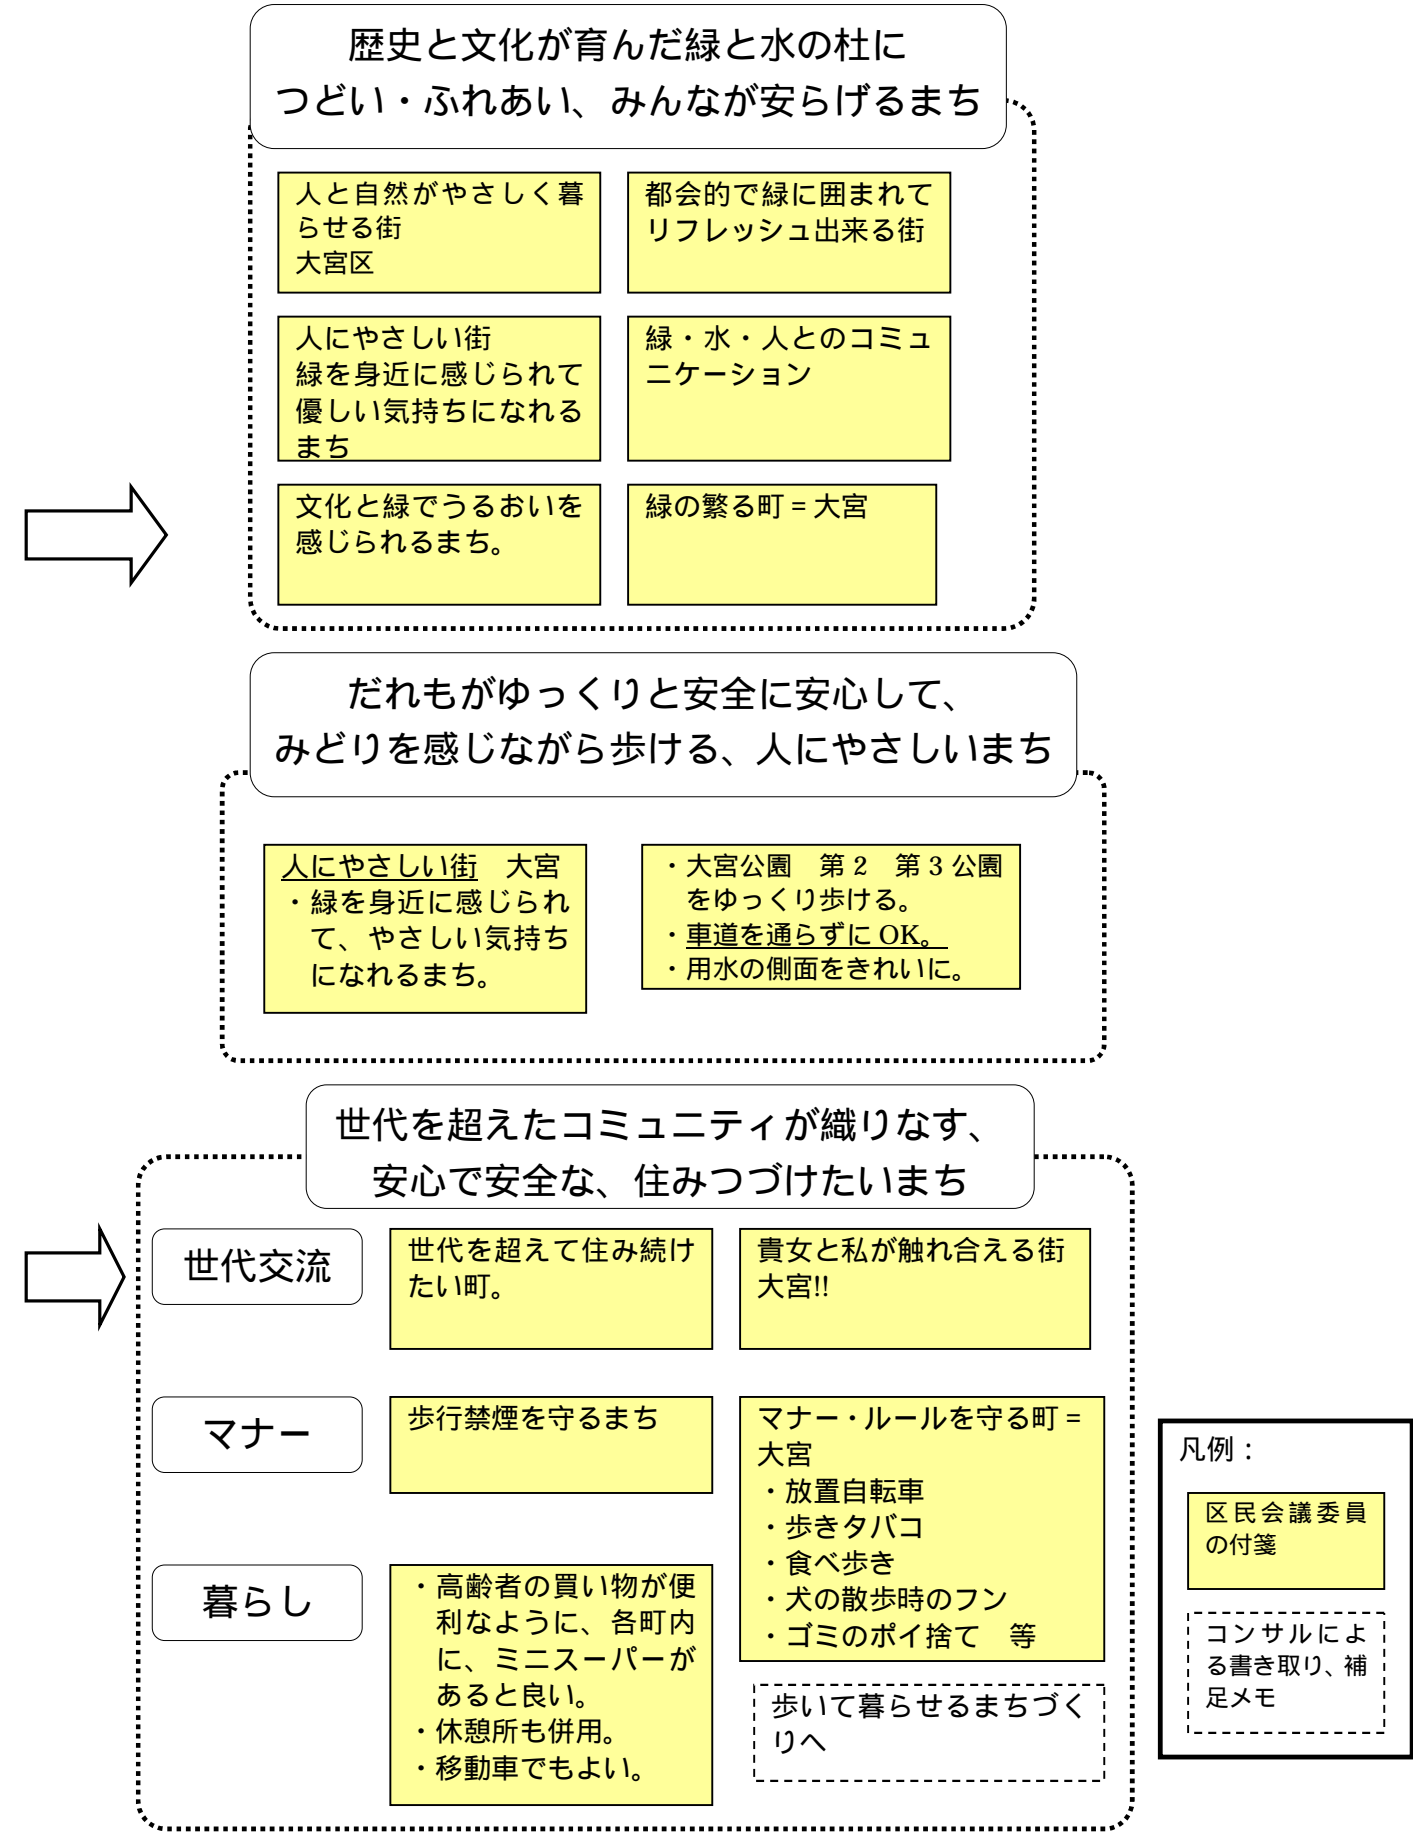 歴史と文化が育んだ緑と水の杜に
つどい・ふれあい、みんなが安らげるまち
人と自然がやさしく暮
らせる街
大宮区
都会的で緑に囲まれて
リフレッシュ出来る街
人にやさしい街
緑を身近に感じられて
優しい気持ちになれる
まち
緑・水・人とのコミュ
ニケーション
文化と緑でうるおいを
感じられるまち。
緑の繁る町=大宮
だれもがゆっくりと安全に安心して、
みどりを感じながら歩ける、人にやさしいまち
人にやさしい街　大宮
・緑を身近に感じられ
て、やさしい気持ち
になれるまち。
・大宮公園　第2　第3公園
をゆっくり歩ける。
・車道を通らずにOK。
・用水の側面をきれいに。
世代を超えたコミュニティが織りなす、
安心で安全な、住みつづけたいまち
世代交流
世代を超えて住み続け
たい町。
貴女と私が触れ合える街
大宮!!
マナー
歩行禁煙を守るまち
マナー・ルールを守る町=
大宮
・放置自転車
・歩きタバコ
・食べ歩き
・犬の散歩時のフン
・ゴミのポイ捨て　等
暮らし
・高齢者の買い物が便
利なように、各町内
に、ミニスーパーが
あると良い。
・休憩所も併用。
・移動車でもよい。
歩いて暮らせるまちづく
りへ
凡例：
区民会議委員
の付箋
コンサルによ
る書き取り、補
足メモ